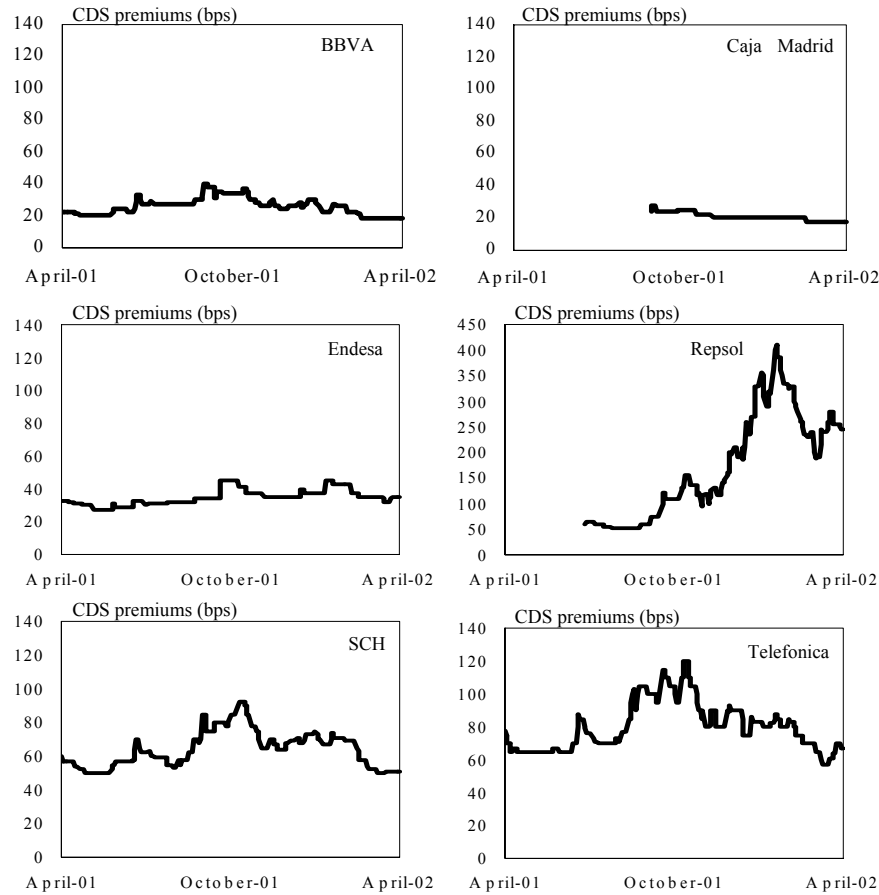 CDS premiums (bps)
BBVA
140
120
100
80
60
40
20
0
April-01 October-01 April-02
CDS premiums (bps)
Caja Madrid
140
120
100
80
60
40
20
0
April-01 October-01 April-02
CDS premiums (bps)
Endesa
140
120
100
80
60
40
20
0
April-01 October-01 April-02
CDS premiums (bps)
Repsol
450
400
350
300
250
200
150
100
50
0
April-01 October-01 April-02
CDS premiums (bps)
SCH
140
120
100
80
60
40
20
0
April-01 October-01 April-02
CDS premiums (bps)
Telefonica
140
120
100
80
60
40
20
0
April-01 October-01 April-02